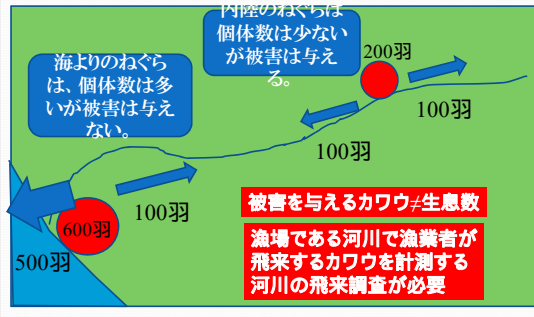 内陸のねぐらは
個体数は少ない
が被害は与え
る。
海よりのねぐら
は、個体数は多
いが被害は与え
ない。
200羽
100羽
100羽
100羽
600羽
500羽
被害を与えるカワウ≠生息数
漁場である河川で漁業者が
飛来するカワウを計測する
河川の飛来調査が必要